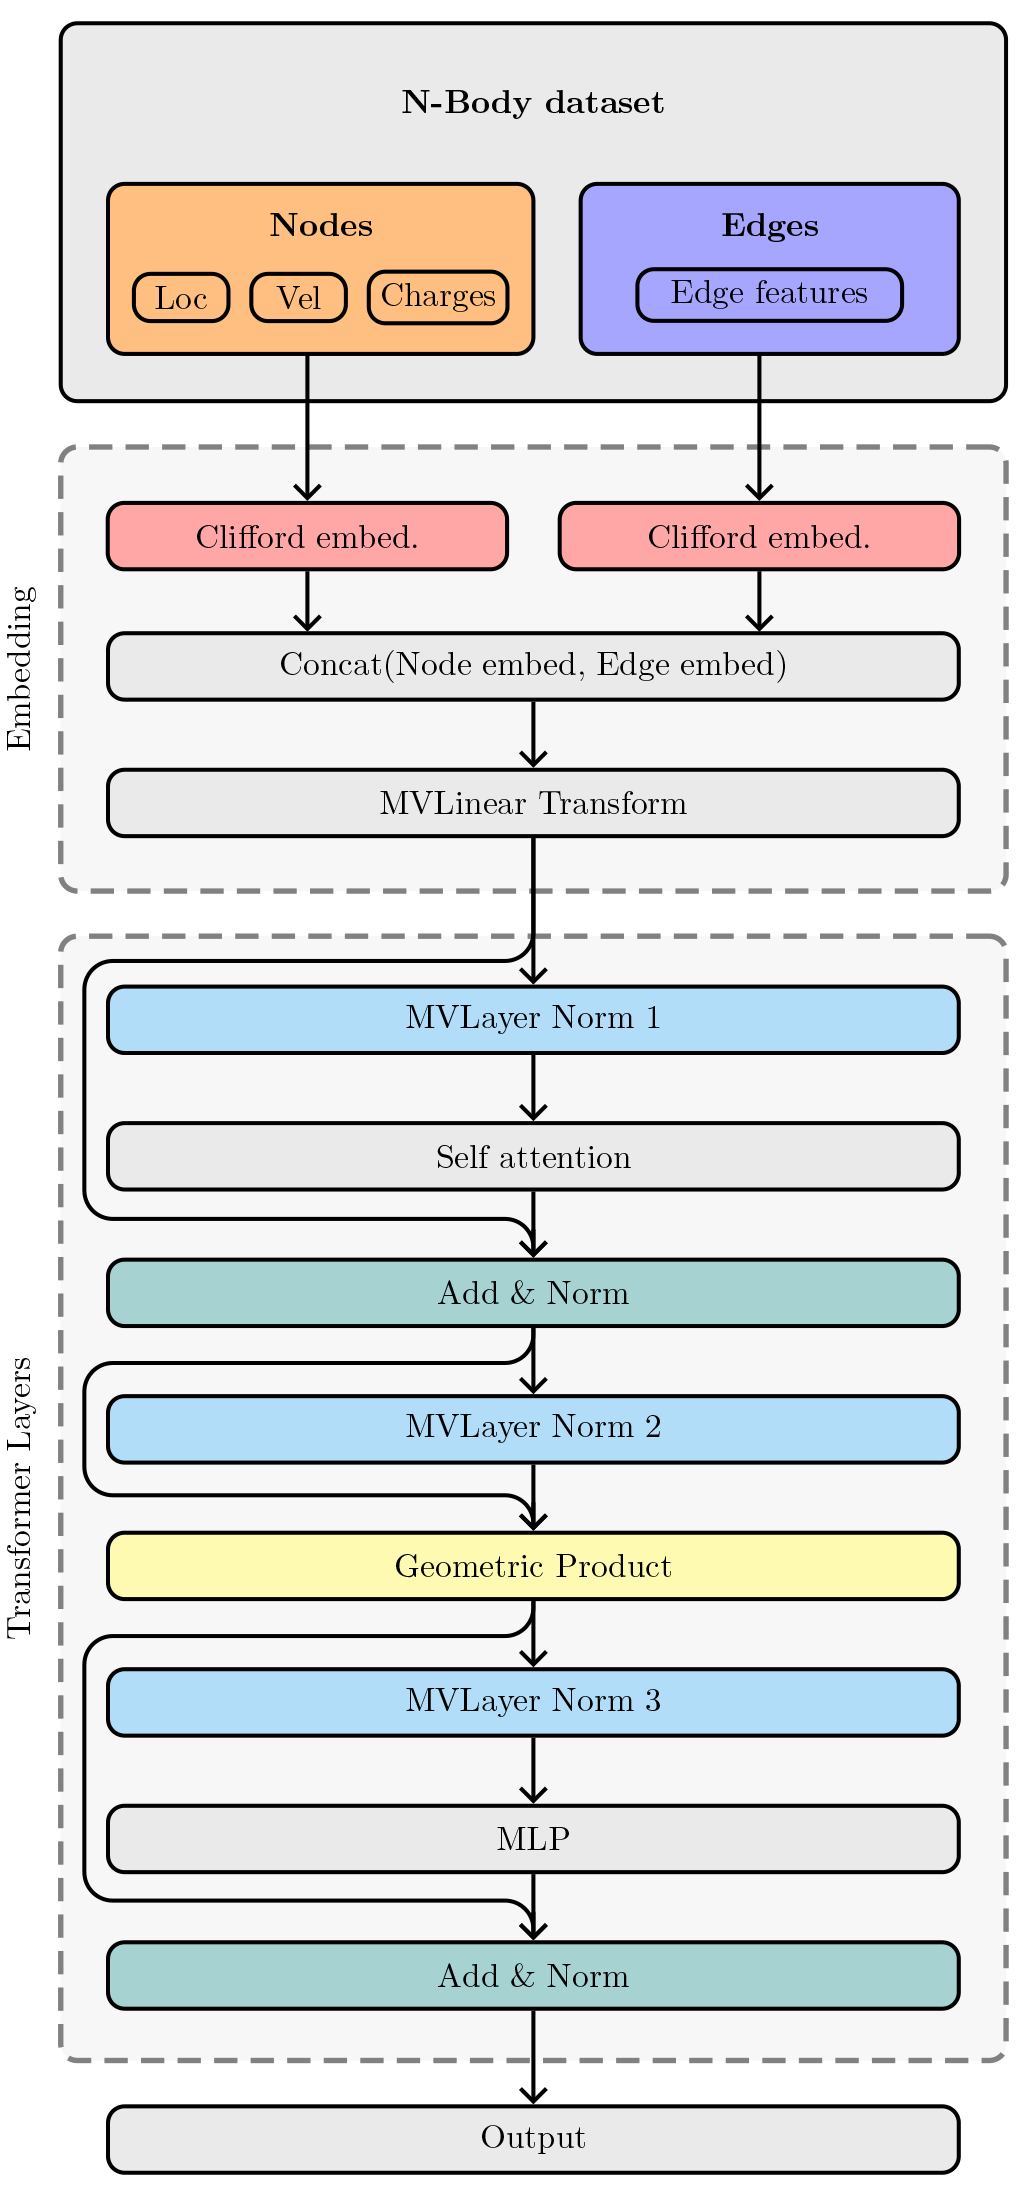 N-Body dataset
Nodes
Edges
Loc
Vel
Charges
Edge features
Embedding
Clifford embed.
Clifford embed.
Concat(Node embed, Edge embed)
MVLinear Transform
Transformer Layers
MVLayer Norm 1
Self attention
Add & Norm
MVLayer Norm 2
Geometric Product
MVLayer Norm 3
MLP
Add & Norm
Output